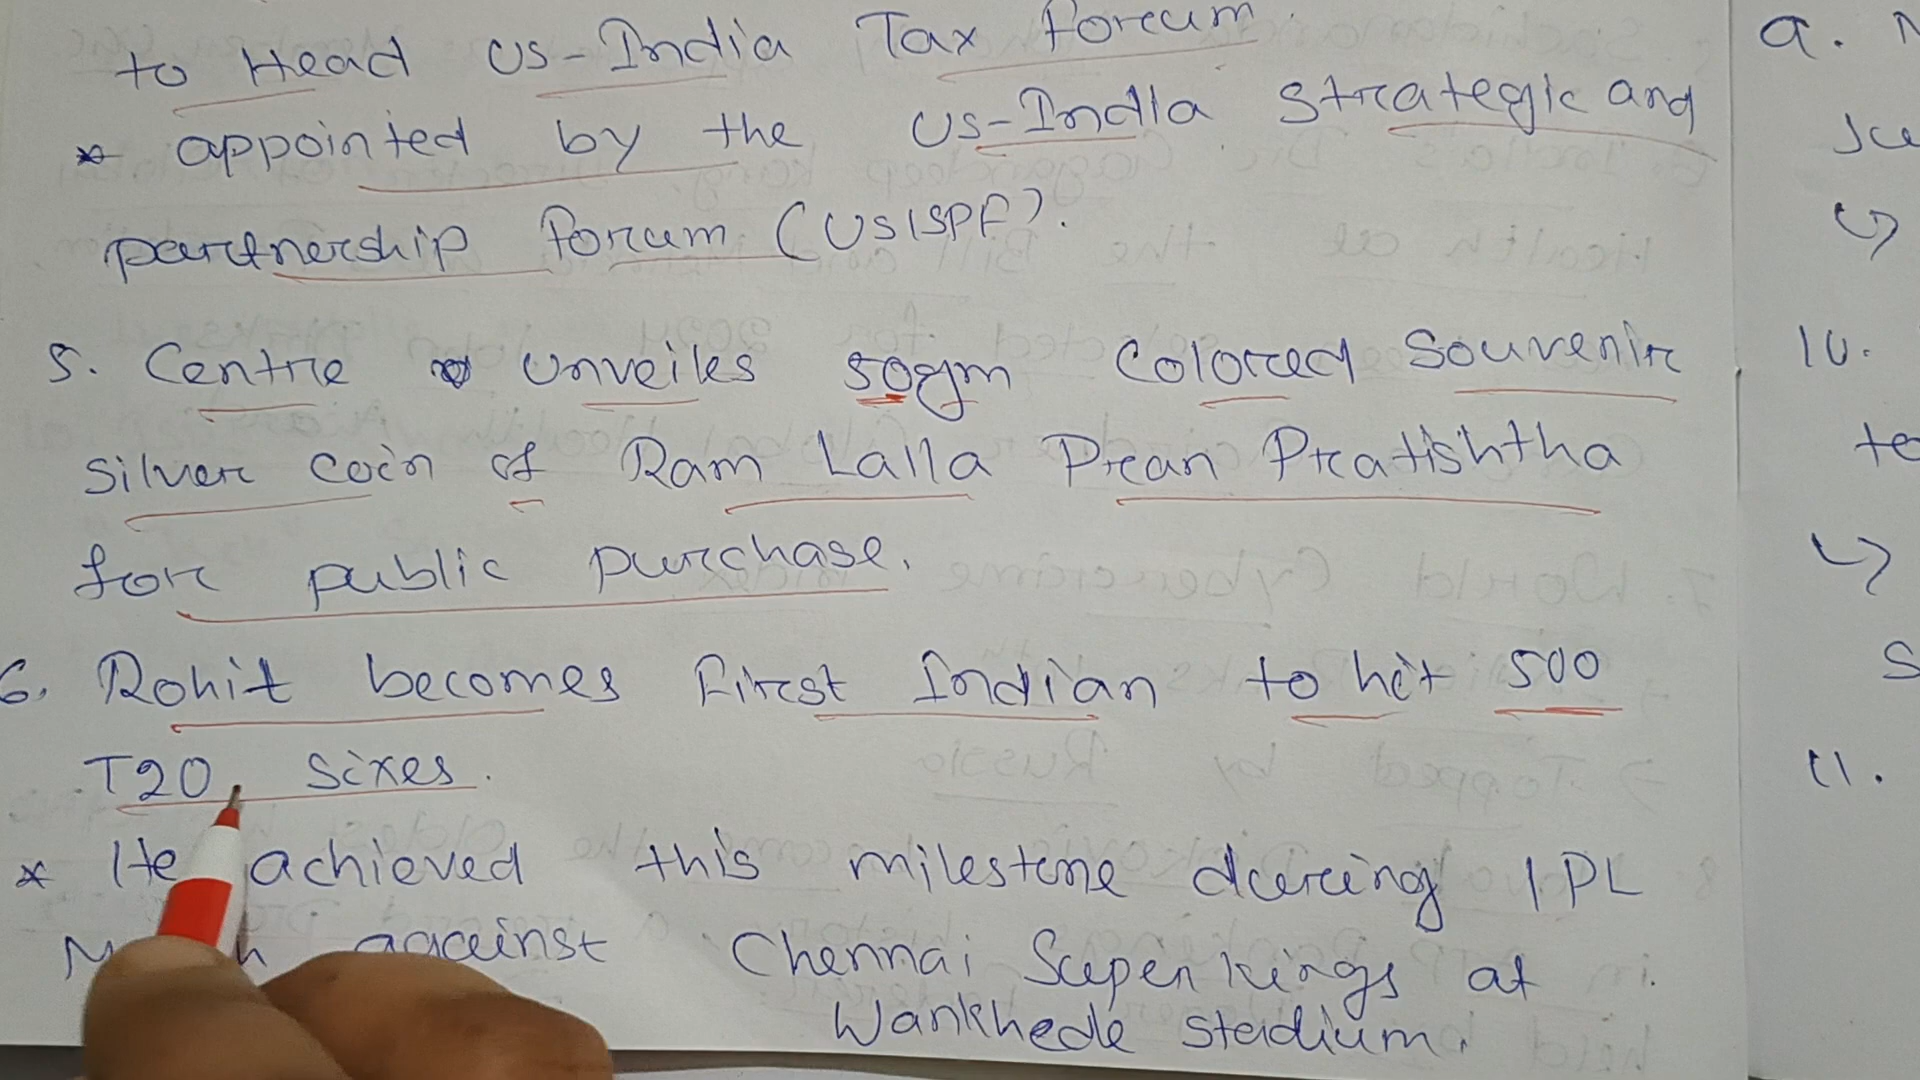 to Head US-India Tax Forum.
* appointed by the US-India Strategic and
partnership Forum (USISPF).
5. Centre unveiles 50gm Colored Souvenir
silver coin of Ram Lalla Pran Pratishtha
for public purchase.
6. Rohit becomes First Indian to hit 500
T20 sixes.
* He achieved this milestone during IPL
against Chennai Super kings at
Wankhede stadium.
a.
10.
11.